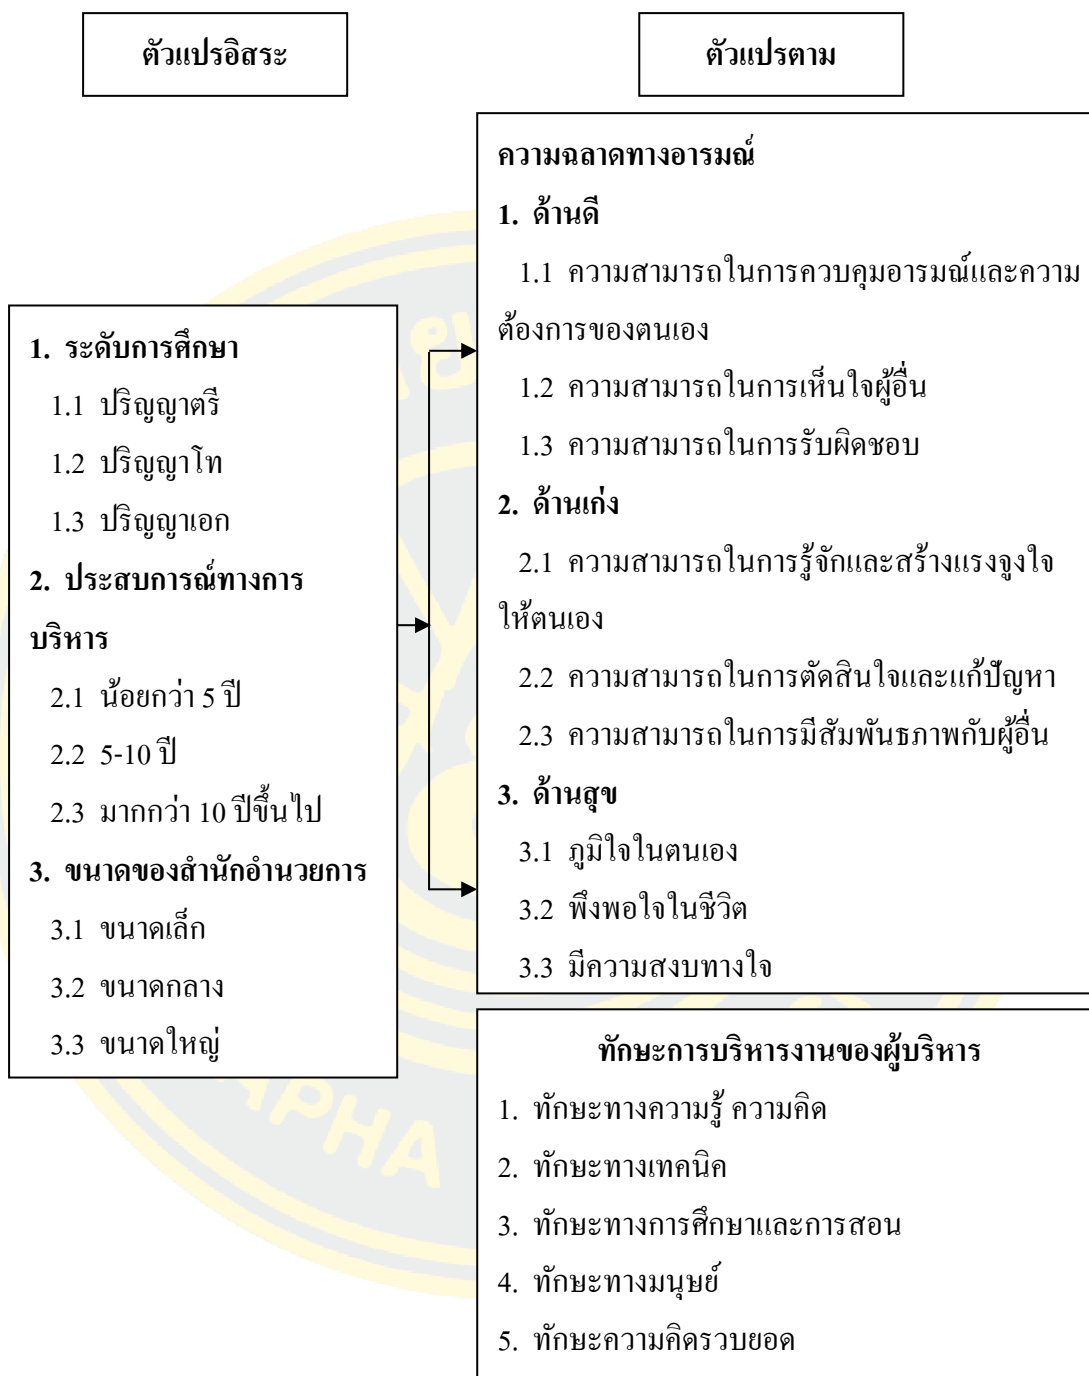 ตัวแปรอิสระ
ตัวแปรตาม
1. ระดับการศึกษา
1.1 ปริญญาตรี
1.2 ปริญญาโท
1.3 ปริญญาเอก
2. ประสบการณ์ทางการ
บริหาร
2.1 น้อยกว่า 5 ปี
2.2 5-10 ปี
2.3 มากกว่า 10 ปีขึ้นไป
3. ขนาดของสำนักอำนวยการ
3.1 ขนาดเล็ก
3.2 ขนาดกลาง
3.3 ขนาดใหญ่
ความฉลาดทางอารมณ์
1. ด้านดี
1.1 ความสามารถในการควบคุมอารมณ์และความ
ต้องการของตนเอง
1.2 ความสามารถในการเห็นใจผู้อื่น
1.3 ความสามารถในการรับผิดชอบ
2. ด้านเก่ง
2.1 ความสามารถในการรู้จักและสร้างแรงจูงใจ
ให้ตนเอง
2.2 ความสามารถในการตัดสินใจและแก้ปัญหา
2.3 ความสามารถในการมีสัมพันธภาพกับผู้อื่น
3. ด้านสุข
3.1 ภูมิใจในตนเอง
3.2 พึงพอใจในชีวิต
3.3 มีความสงบทางใจ
ทักษะการบริหารงานของผู้บริหาร
1. ทักษะทางความรู้ ความคิด
2. ทักษะทางเทคนิค
3. ทักษะทางการศึกษาและการสอน
4. ทักษะทางมนุษย์
5. ทักษะความคิดรวบยอด
APHA